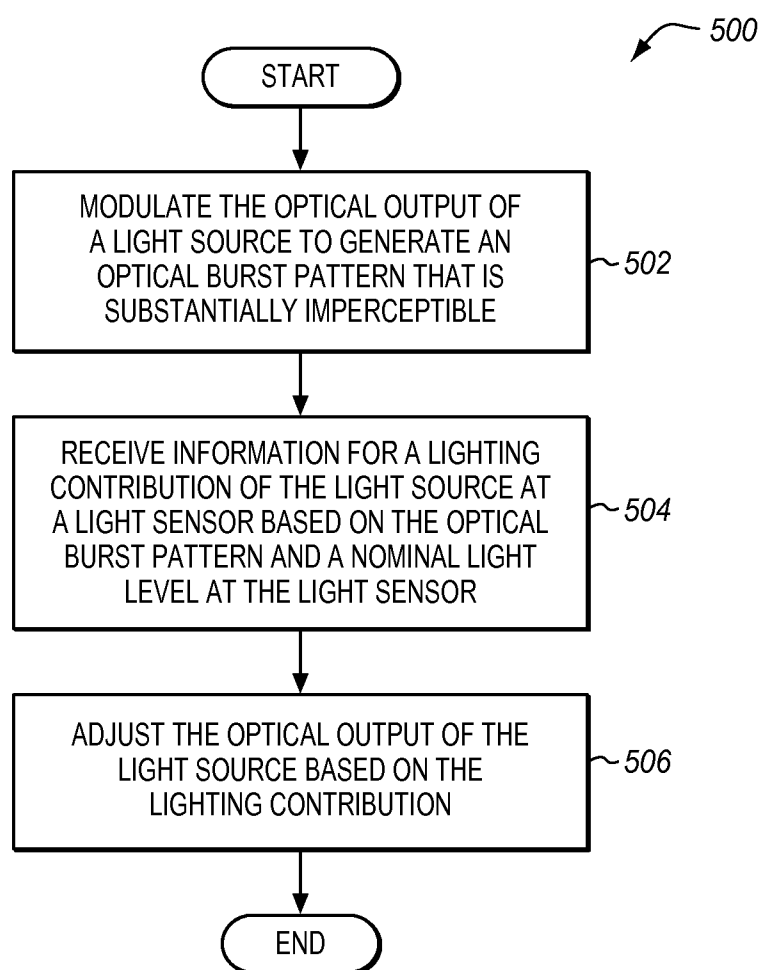 500
START
MODULATE THE OPTICAL OUTPUT OF
A LIGHT SOURCE TO GENERATE AN
OPTICAL BURST PATTERN THAT IS
SUBSTANTIALLY IMPERCEPTIBLE
502
RECEIVE INFORMATION FOR A LIGHTING
CONTRIBUTION OF THE LIGHT SOURCE AT
A LIGHT SENSOR BASED ON THE OPTICAL
BURST PATTERN AND A NOMINAL LIGHT
LEVEL AT THE LIGHT SENSOR
504
ADJUST THE OPTICAL OUTPUT OF THE
LIGHT SOURCE BASED ON THE
LIGHTING CONTRIBUTION
506
END